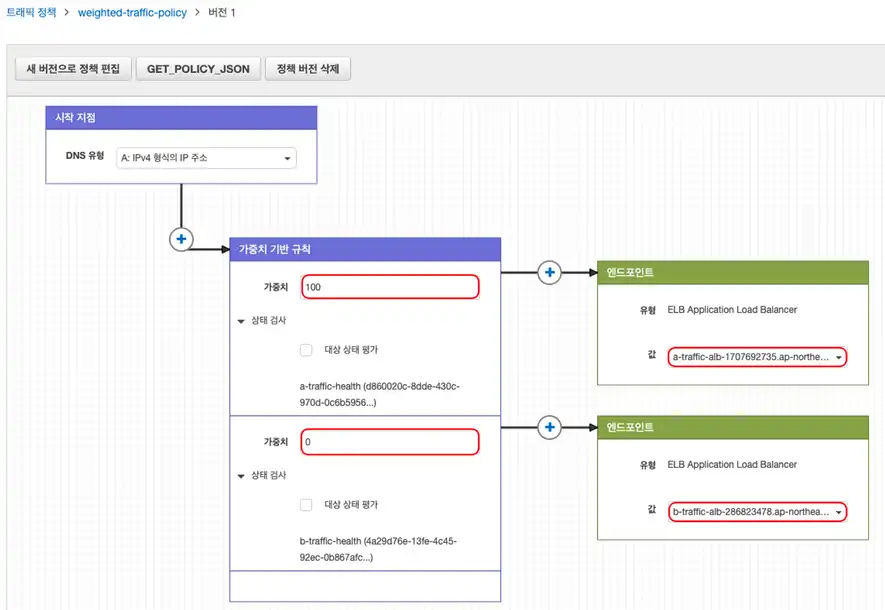 트래픽 정책 > weighted-traffic-policy > 버전 1
새 버전으로 정책 편집 GET_POLICY_JSON 정책 버전 삭제
시작 지점
DNS 유형 A: IPv4 형식의 IP 주소
가중치 기반 규칙
가중치 100
상태 검사
대상 상태 평가
a-traffic-health (d860020c-8dde-430c-
970d-0c6b5956...)
엔드포인트
유형 ELB Application Load Balancer
값 a-traffic-alb-1707692735.ap-northe...
가중치 0
상태 검사
대상 상태 평가
b-traffic-health (4a29d76e-13fe-4c45-
92ec-0b867afc...)
엔드포인트
유형 ELB Application Load Balancer
값 b-traffic-alb-286823478.ap-northea...